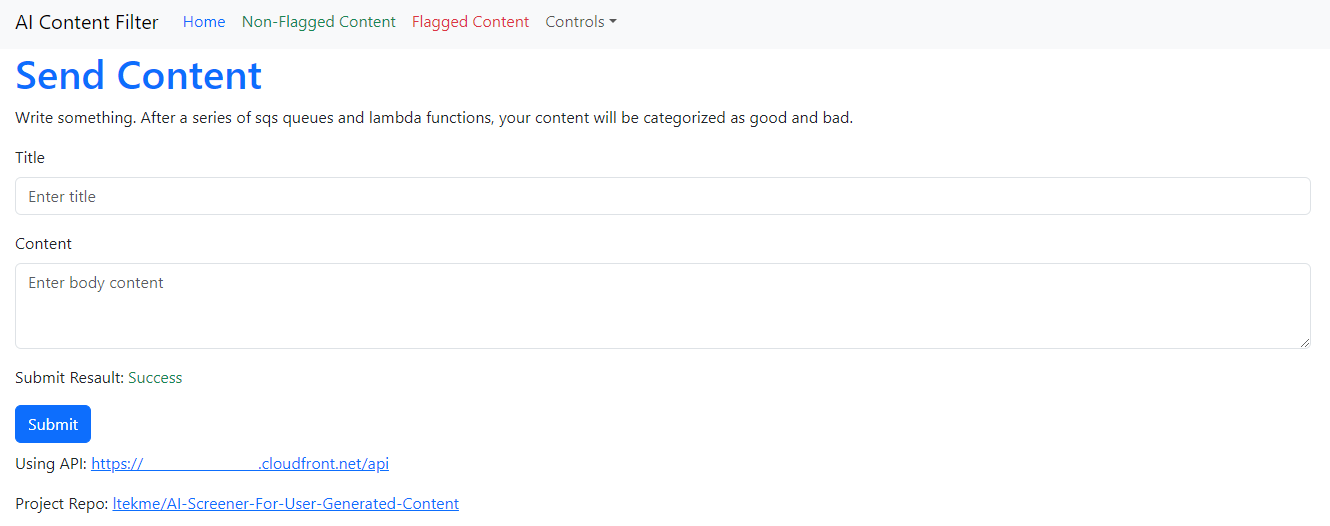 AI Content Filter Home Non-Flagged Content Flagged Content Controls
Send Content
Write something. After a series of sqs queues and lambda functions, your content will be categorized as good and bad.
Title
Enter title
Content
Enter body content
Submit Resault: Success
Submit
Using API: https:// .cloudfront.net/api
Project Repo: ltekme/AI-Screener-For-User-Generated-Content